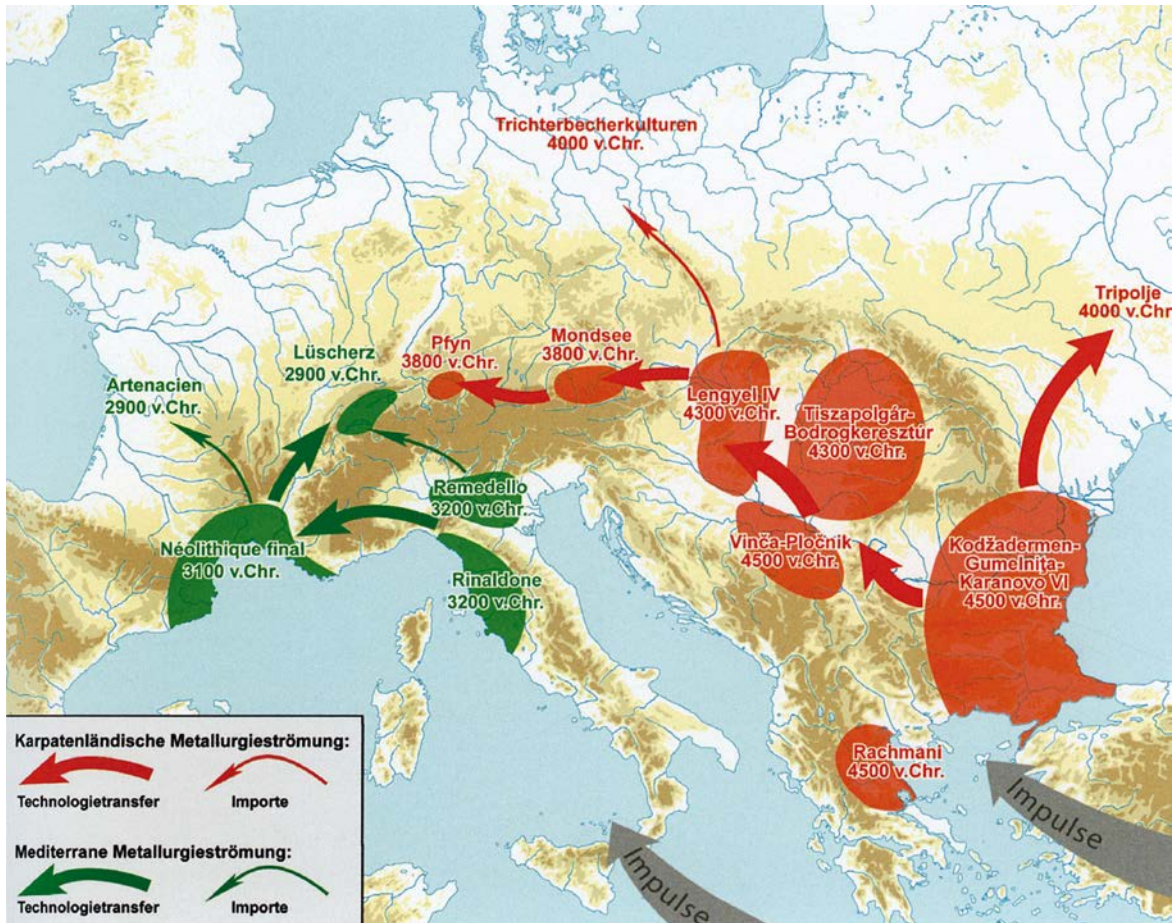 Trichterbecherkulturen
4000 v.Chr.
Tripolje
4000 v.Chr.
Lüscherz
2900 v.Chr.
Pfyn
3800 v.Chr.
Mondsee
3800 v.Chr.
Artenacien
2900 v.Chr.
Lengyel IV
4300 v.Chr.
Tiszapolgár-
Bodrogkeresztúr
4300 v.Chr.
Remedello
3200 v.Chr.
Néolithique final
3100 v.Chr.
Vinča-Pločnik
4500 v.Chr.
Kodžadermen-
Gumelniţa-
Karanovo VI
4500 v.Chr.
Rinaldone
3200 v.Chr.
Rachmani
4500 v.Chr.
Impulse
Impulse
Karpatenländische Metallurgieströmung:
Technologietransfer Importe
Mediterrane Metallurgieströmung:
Technologietransfer Importe